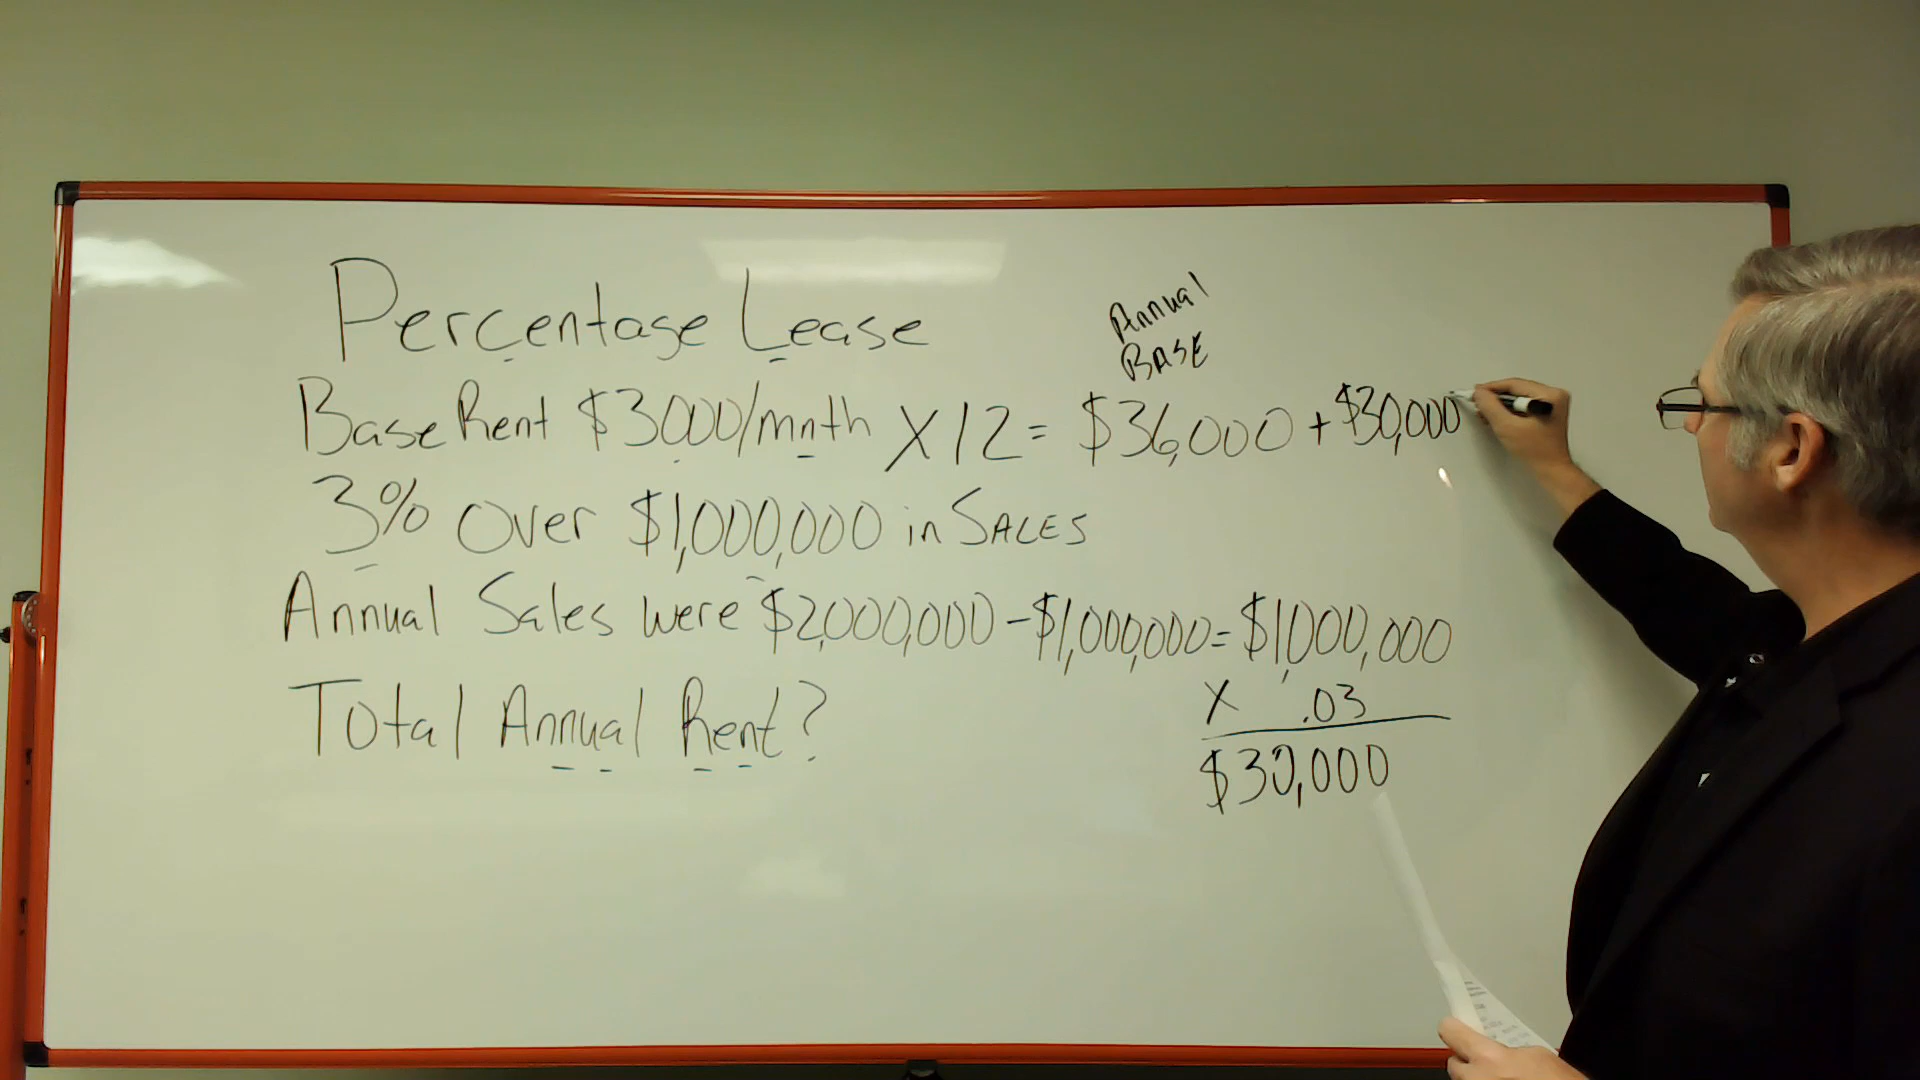 Percentage Lease
Annual
BASE
Base Rent $3000/mnth X 12 = $36,000 + $30,000
3% Over $1,000,000 in SALES
Annual Sales were $2,000,000 - $1,000,000 = $1,000,000
X .03
Total Annual Rent?
$30,000